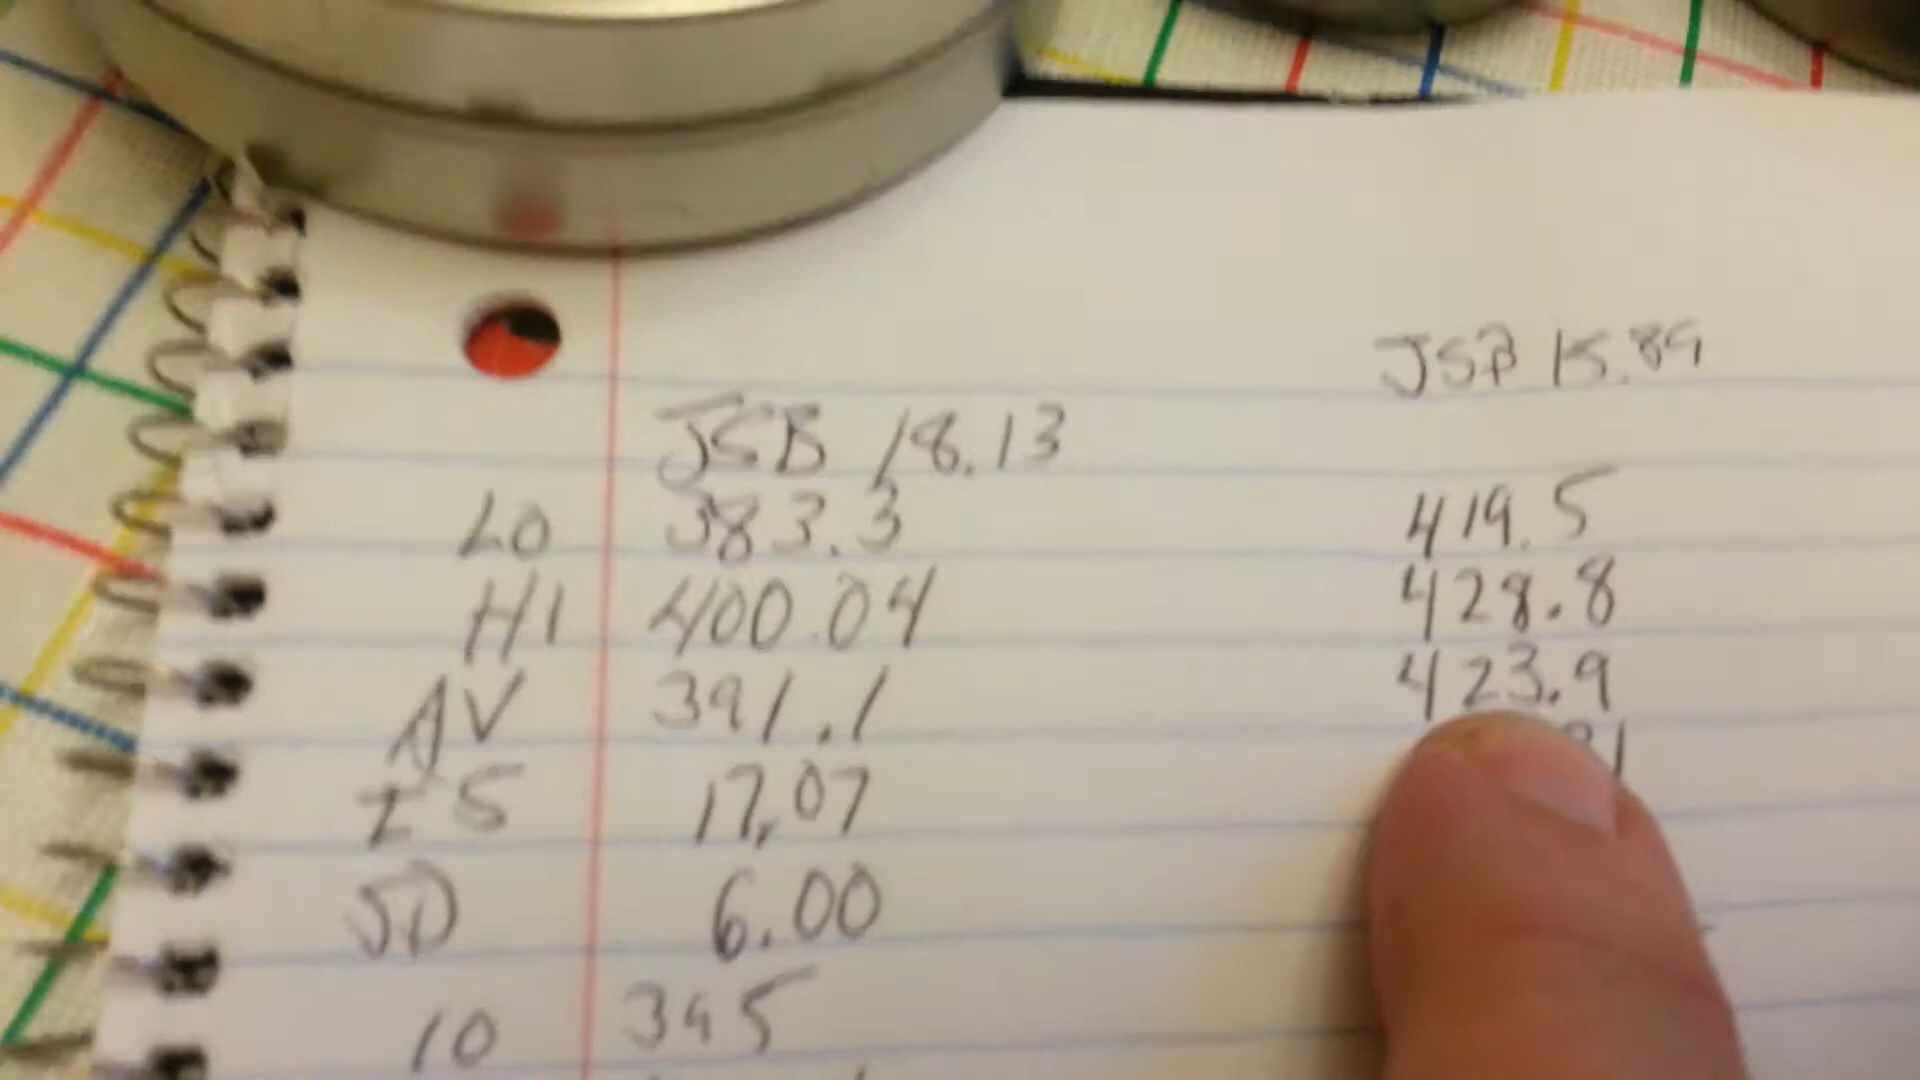 JSB 18.13 JSB 15.89
LO 383.3 419.5
HI 400.04 428.8
AV 391.1 423.9
ES 17.07
SD 6.00
10 395